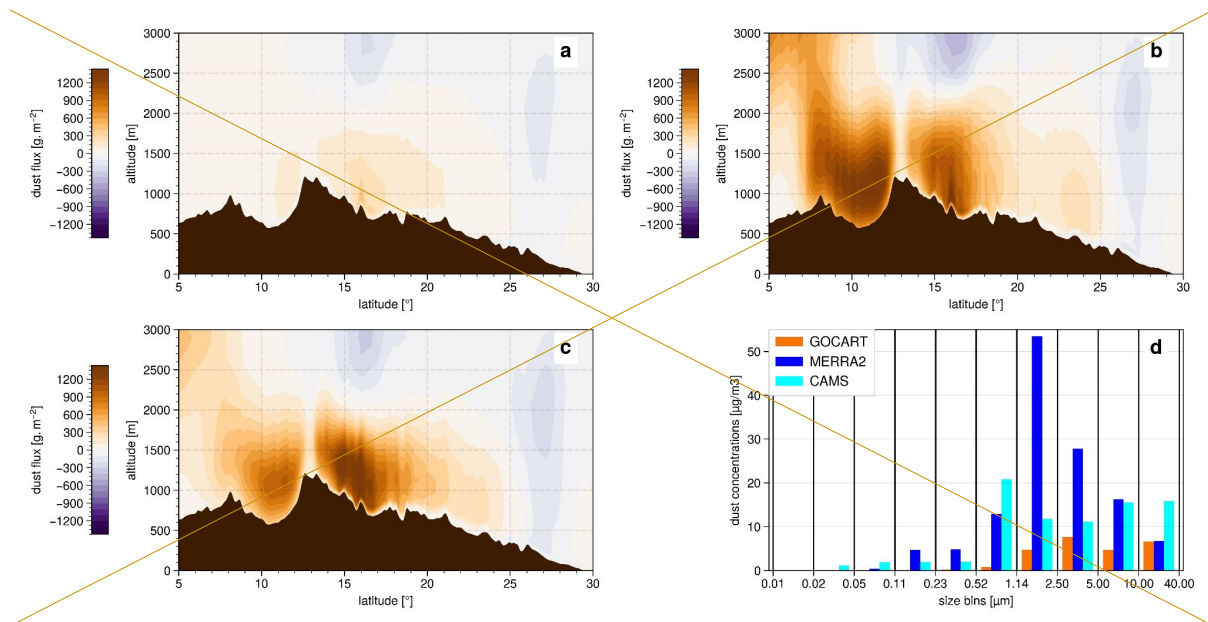 a
3000
2500
2000
1500
1000
500
0
altitude [m]
5 10 15 20 25 30
latitude [°]
dust flux [g. m⁻²]
1200
900
600
300
0
−300
−600
−900
−1200
b
3000
2500
2000
1500
1000
500
0
altitude [m]
5 10 15 20 25 30
latitude [°]
dust flux [g. m⁻²]
1200
900
600
300
0
−300
−600
−900
−1200
c
3000
2500
2000
1500
1000
500
0
altitude [m]
5 10 15 20 25 30
latitude [°]
dust flux [g. m⁻²]
1200
900
600
300
0
−300
−600
−900
−1200
d
GOCART
MERRA2
CAMS
50
40
30
20
10
0
dust concentrations [µg/m3]
0.01 0.02 0.05 0.11 0.23 0.52 1.14 2.50 5.00 10.00 40.00
size bins [µm]